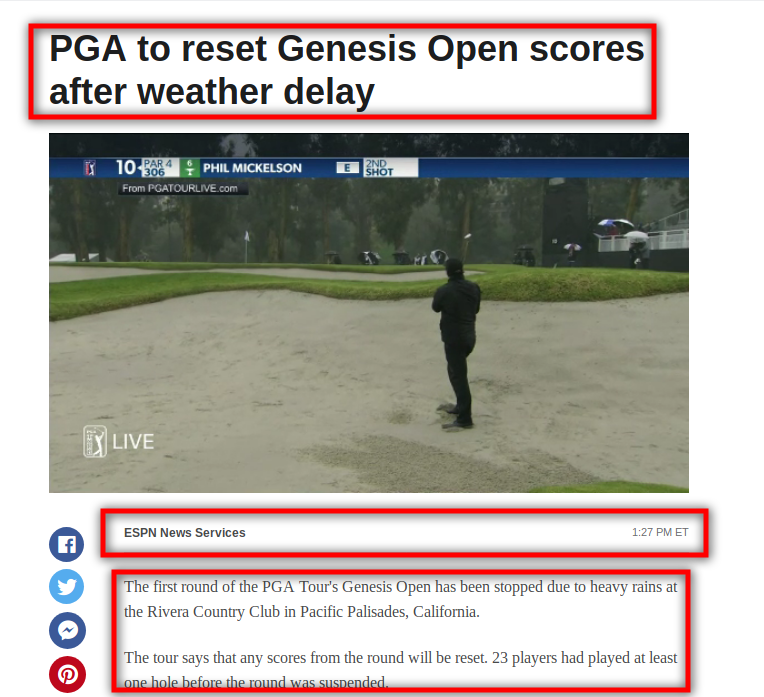 PGA to reset Genesis Open scores
after weather delay
10 PAR 4 306 6 T PHIL MICKELSON E 2ND SHOT
From PGATOURLIVE.com
LIVE
ESPN News Services 1:27 PM ET
The first round of the PGA Tour's Genesis Open has been stopped due to heavy rains at
the Rivera Country Club in Pacific Palisades, California.
The tour says that any scores from the round will be reset. 23 players had played at least
one hole before the round was suspended.